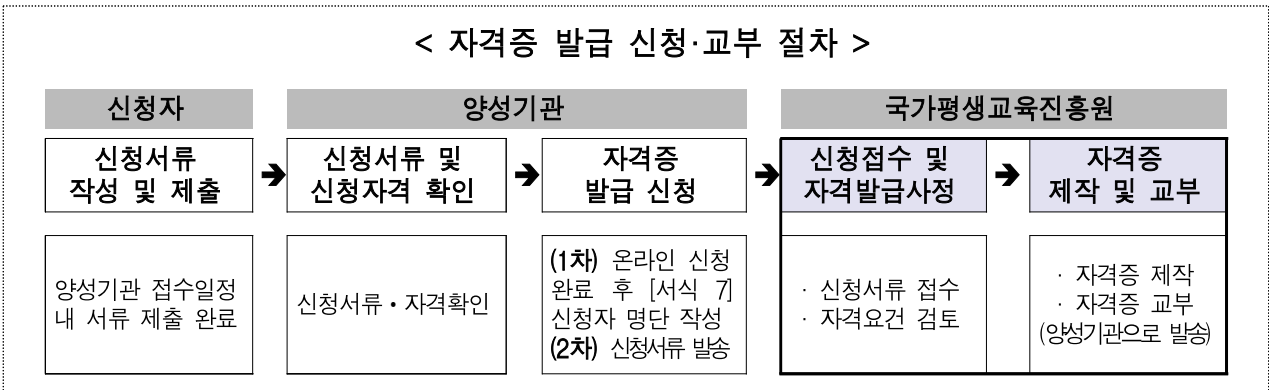 < 자격증 발급 신청·교부 절차 >
신청자
양성기관
국가평생교육진흥원
신청서류
작성 및 제출
➔
신청서류 및
신청자격 확인
➔
자격증
발급 신청
➔
신청접수 및
자격발급사정
➔
자격증
제작 및 교부
양성기관 접수일정
내 서류 제출 완료
신청서류・자격확인
(1차) 온라인 신청
완료 후 [서식 7]
신청자 명단 작성
(2차) 신청서류 발송
· 신청서류 접수
· 자격요건 검토
· 자격증 제작
· 자격증 교부
(양성기관으로 발송)